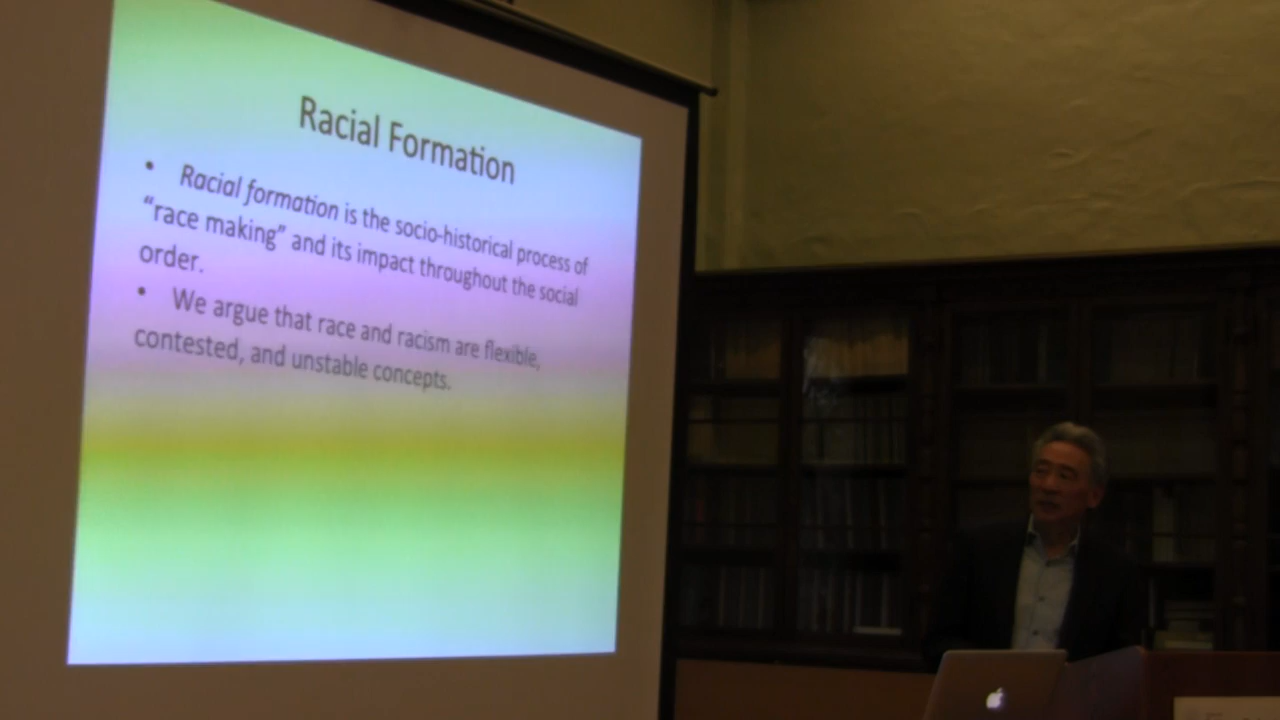 Racial Formation
• Racial formation is the socio-historical process of
“race making” and its impact throughout the social
order.
• We argue that race and racism are flexible,
contested, and unstable concepts.